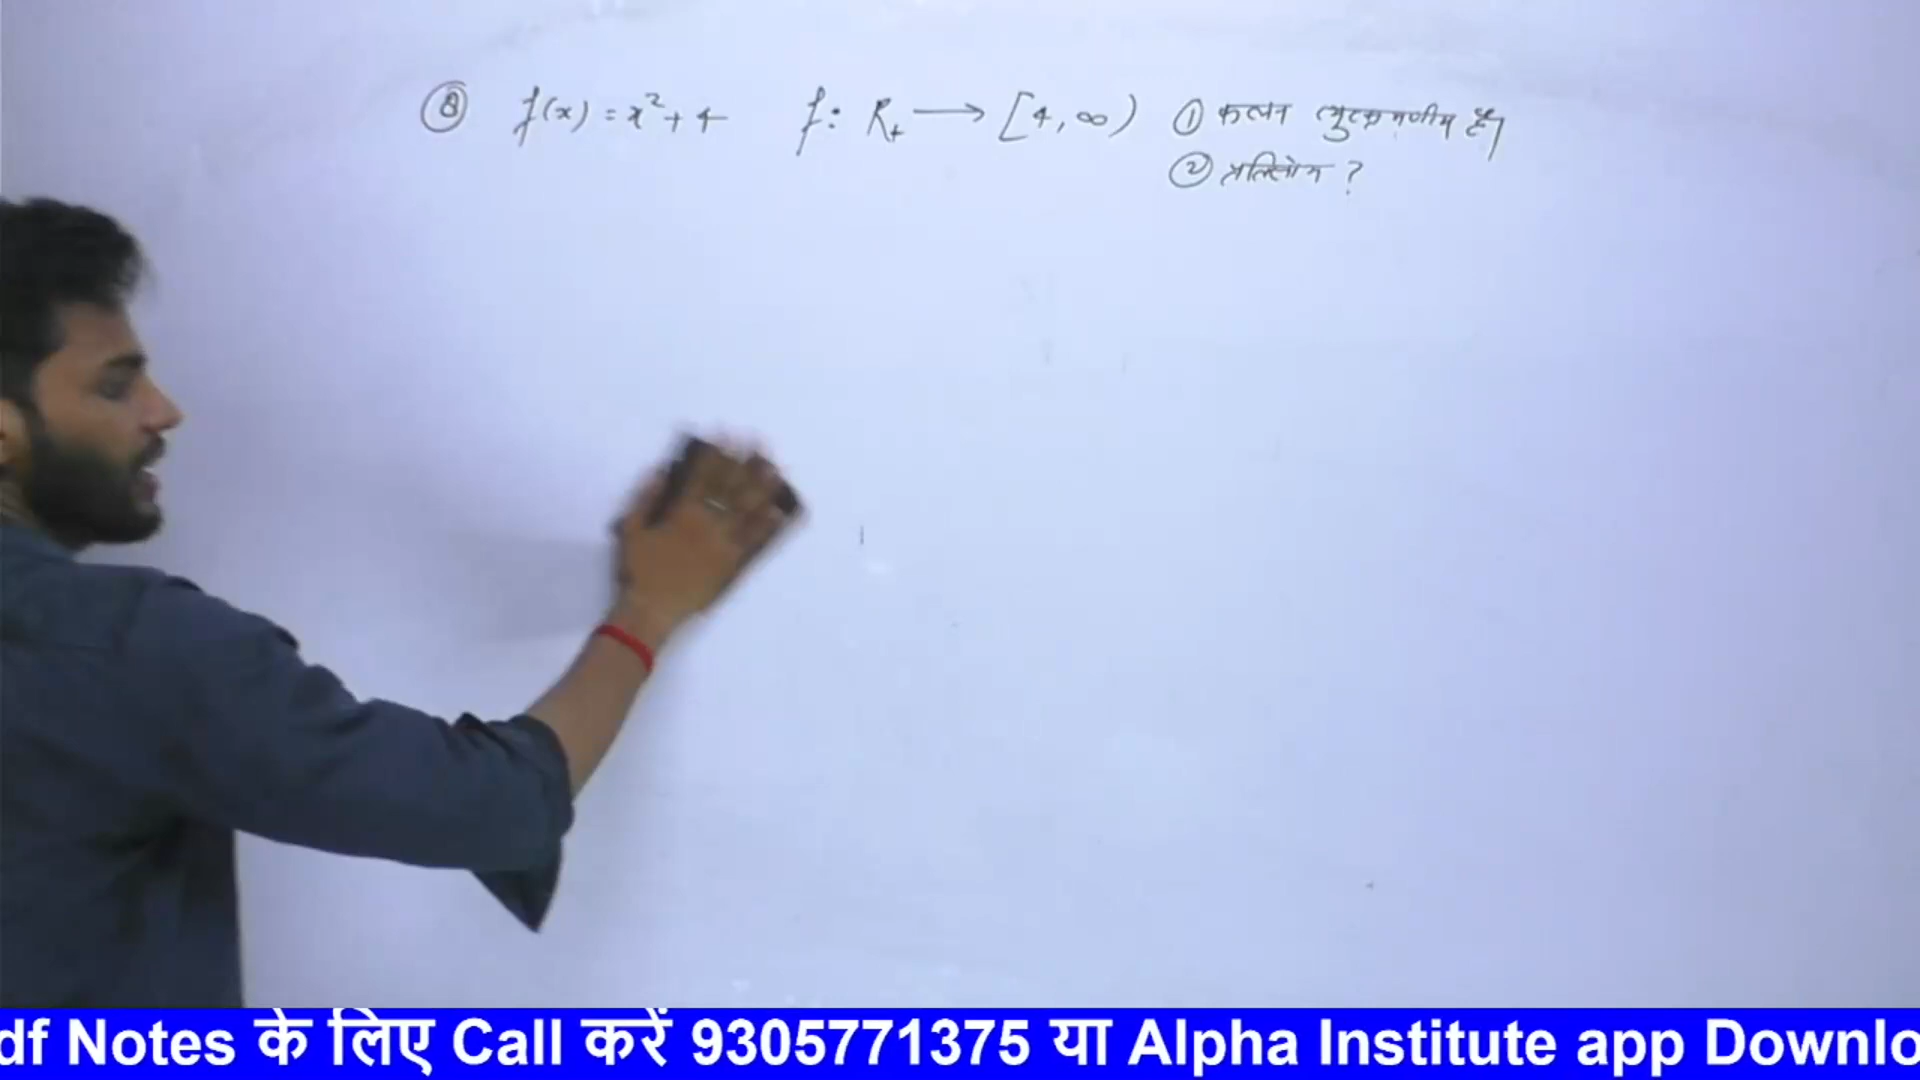 ⑧ f(x) = x² + 4 f: R₊ ⟶ [4, ∞) ① फलन व्युत्क्रमणीय है।
② प्रतिलोम ?
df Notes के लिए Call करें 9305771375 या Alpha Institute app Downlo